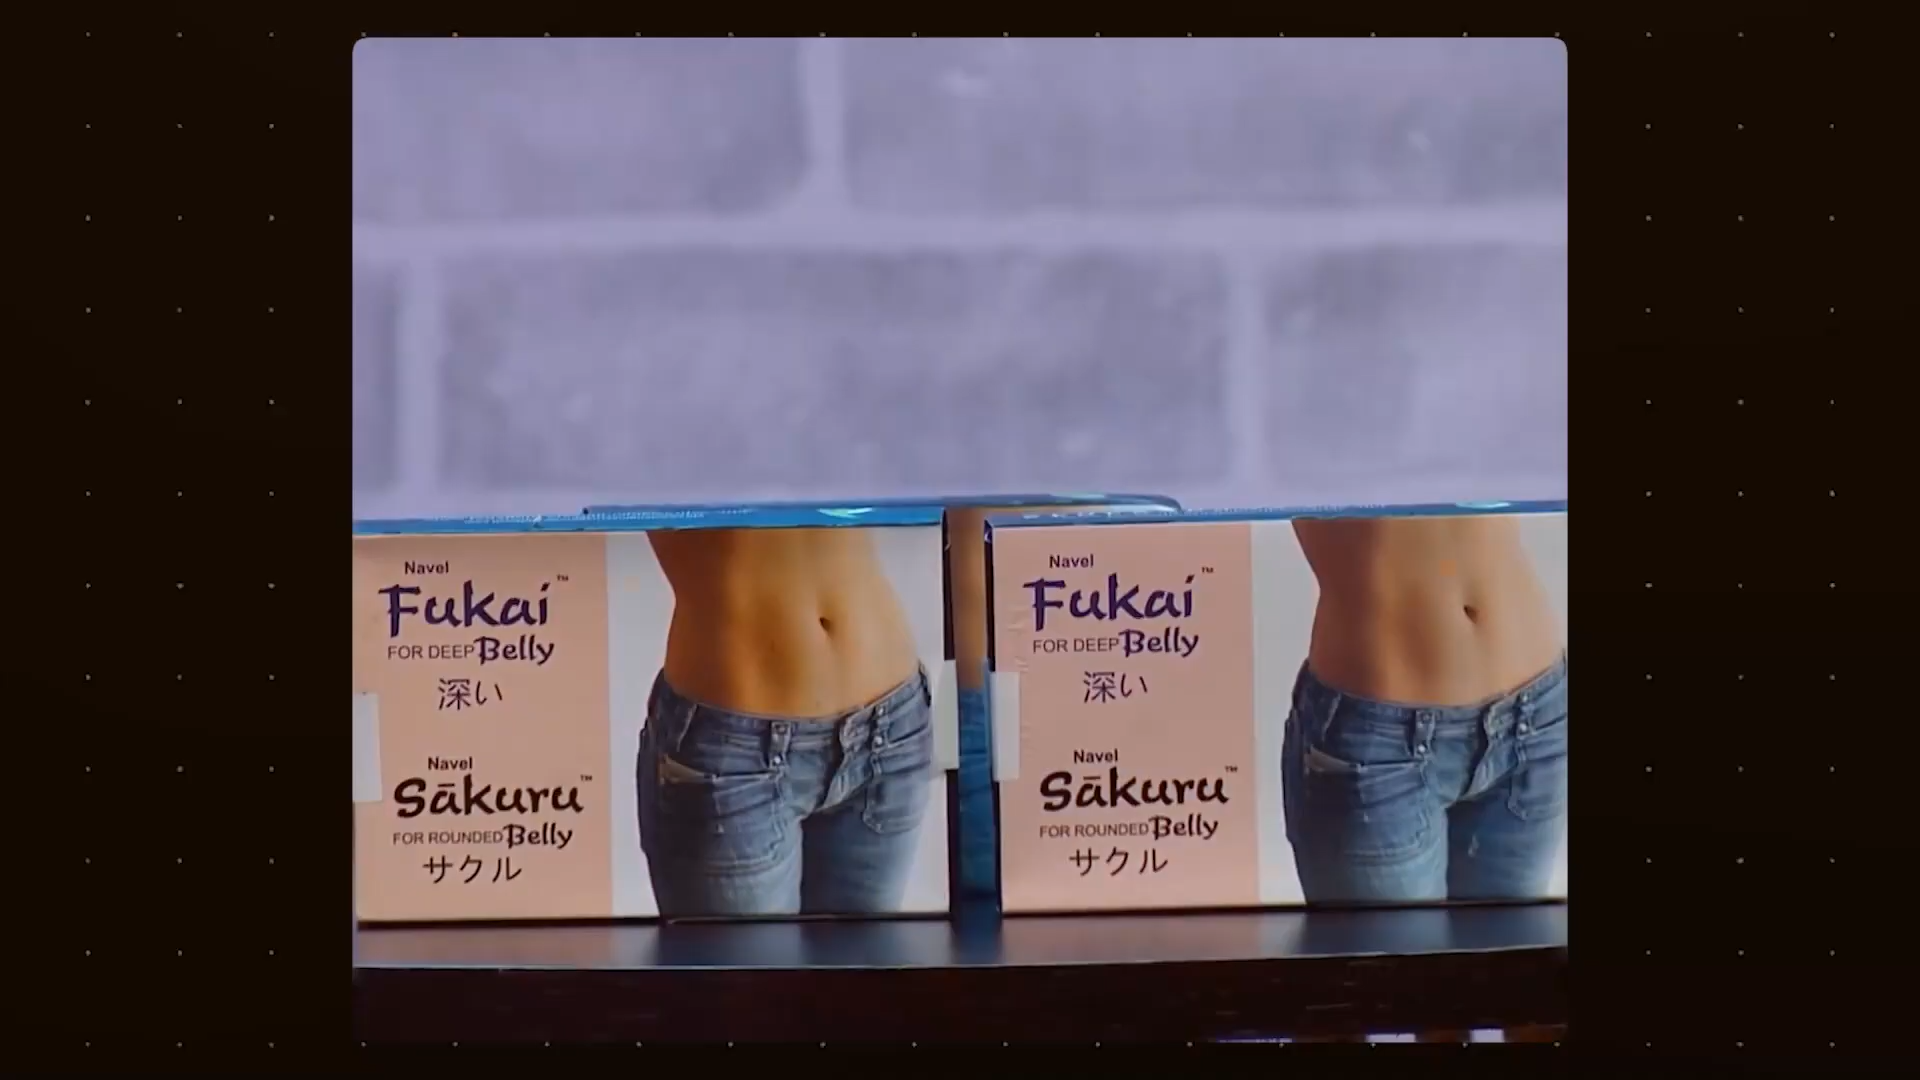 Navel
Fukai™
FOR DEEP Belly
深い
Navel
Sākuru™
FOR ROUNDED Belly
サクル
Navel
Fukai™
FOR DEEP Belly
深い
Navel
Sākuru™
FOR ROUNDED Belly
サクル